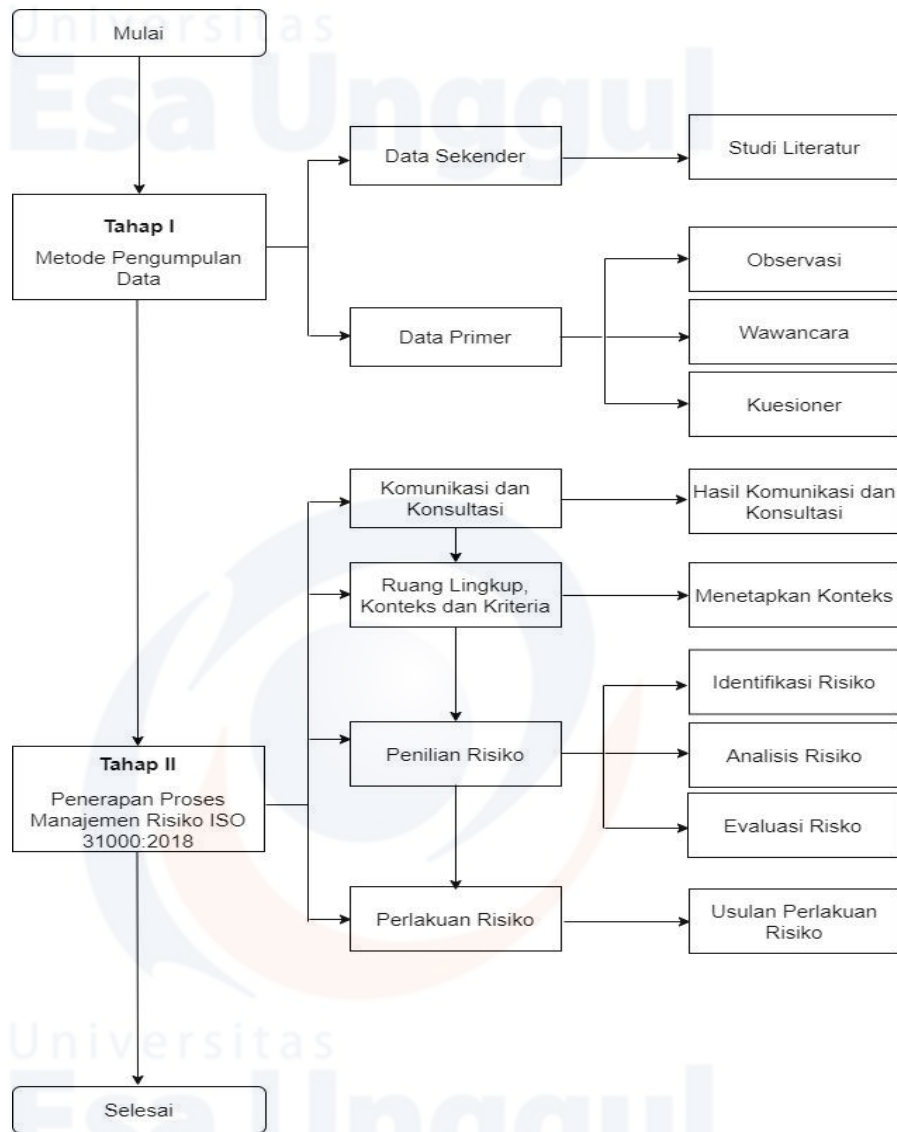 Universitas
Esa Unggul
Mulai
Data Sekender
Studi Literatur
Tahap I
Metode Pengumpulan
Data
Observasi
Data Primer
Wawancara
Kuesioner
Komunikasi dan
Konsultasi
Hasil Komunikasi dan
Konsultasi
Ruang Lingkup,
Konteks dan Kriteria
Menetapkan Konteks
Identifikasi Risiko
Tahap II
Penerapan Proses
Manajemen Risiko ISO
31000:2018
Penilian Risiko
Analisis Risiko
Evaluasi Risko
Perlakuan Risiko
Usulan Perlakuan
Risiko
Universitas
Esa Unggul
Selesai